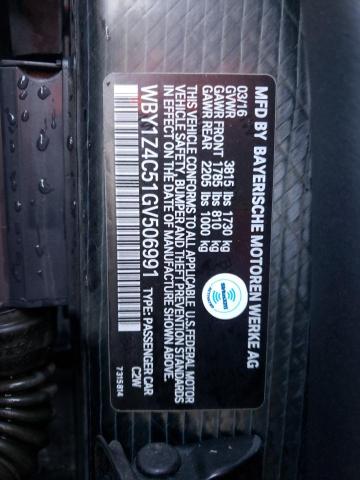 MFD BY BAYERISCHE MOTOREN WERKE AG
03/16
GVWR 3815 lbs 1730 kg
GAWR FRONT 1785 lbs 810 kg
GAWR REAR 2205 lbs 1000 kg
THIS VEHICLE CONFORMS TO ALL APPLICABLE U.S. FEDERAL MOTOR
VEHICLE SAFETY, BUMPER AND THEFT PREVENTION STANDARDS
IN EFFECT ON THE DATE OF MANUFACTURE SHOWN ABOVE.
WBY1Z4C51GV506991 TYPE: PASSENGER CAR
C2W
7315814